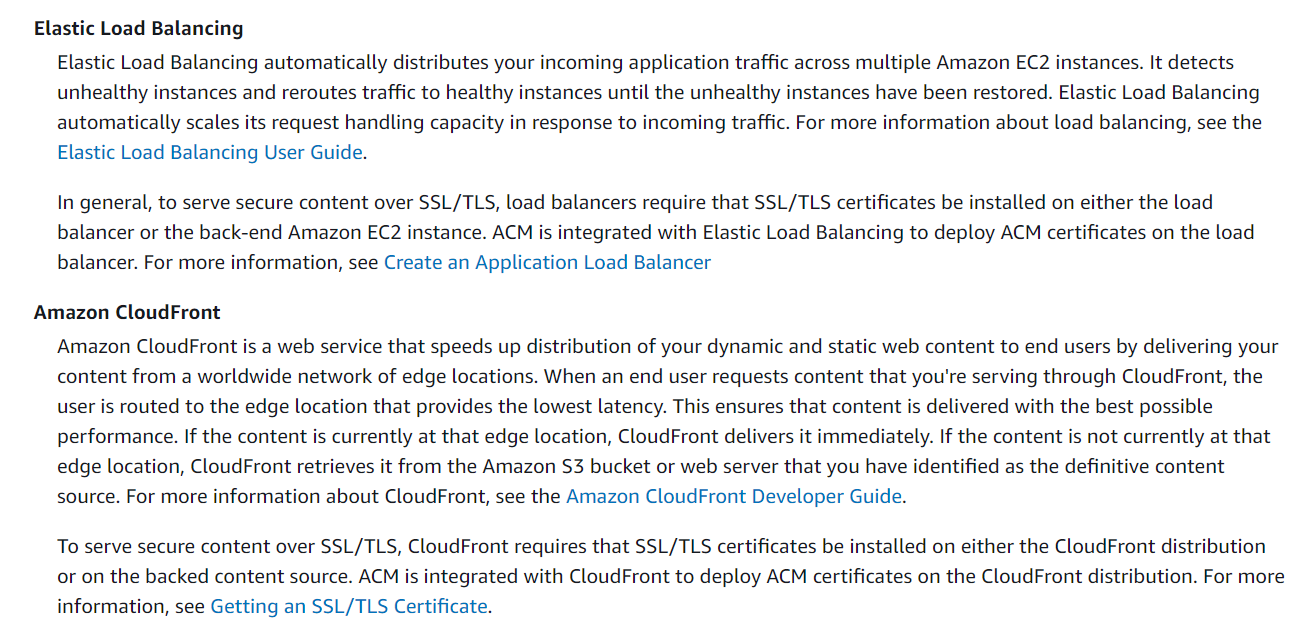 Elastic Load Balancing
Elastic Load Balancing automatically distributes your incoming application traffic across multiple Amazon EC2 instances. It detects
unhealthy instances and reroutes traffic to healthy instances until the unhealthy instances have been restored. Elastic Load Balancing
automatically scales its request handling capacity in response to incoming traffic. For more information about load balancing, see the
Elastic Load Balancing User Guide.
In general, to serve secure content over SSL/TLS, load balancers require that SSL/TLS certificates be installed on either the load
balancer or the back-end Amazon EC2 instance. ACM is integrated with Elastic Load Balancing to deploy ACM certificates on the load
balancer. For more information, see Create an Application Load Balancer
Amazon CloudFront
Amazon CloudFront is a web service that speeds up distribution of your dynamic and static web content to end users by delivering your
content from a worldwide network of edge locations. When an end user requests content that you're serving through CloudFront, the
user is routed to the edge location that provides the lowest latency. This ensures that content is delivered with the best possible
performance. If the content is currently at that edge location, CloudFront delivers it immediately. If the content is not currently at that
edge location, CloudFront retrieves it from the Amazon S3 bucket or web server that you have identified as the definitive content
source. For more information about CloudFront, see the Amazon CloudFront Developer Guide.
To serve secure content over SSL/TLS, CloudFront requires that SSL/TLS certificates be installed on either the CloudFront distribution
or on the backed content source. ACM is integrated with CloudFront to deploy ACM certificates on the CloudFront distribution. For more
information, see Getting an SSL/TLS Certificate.